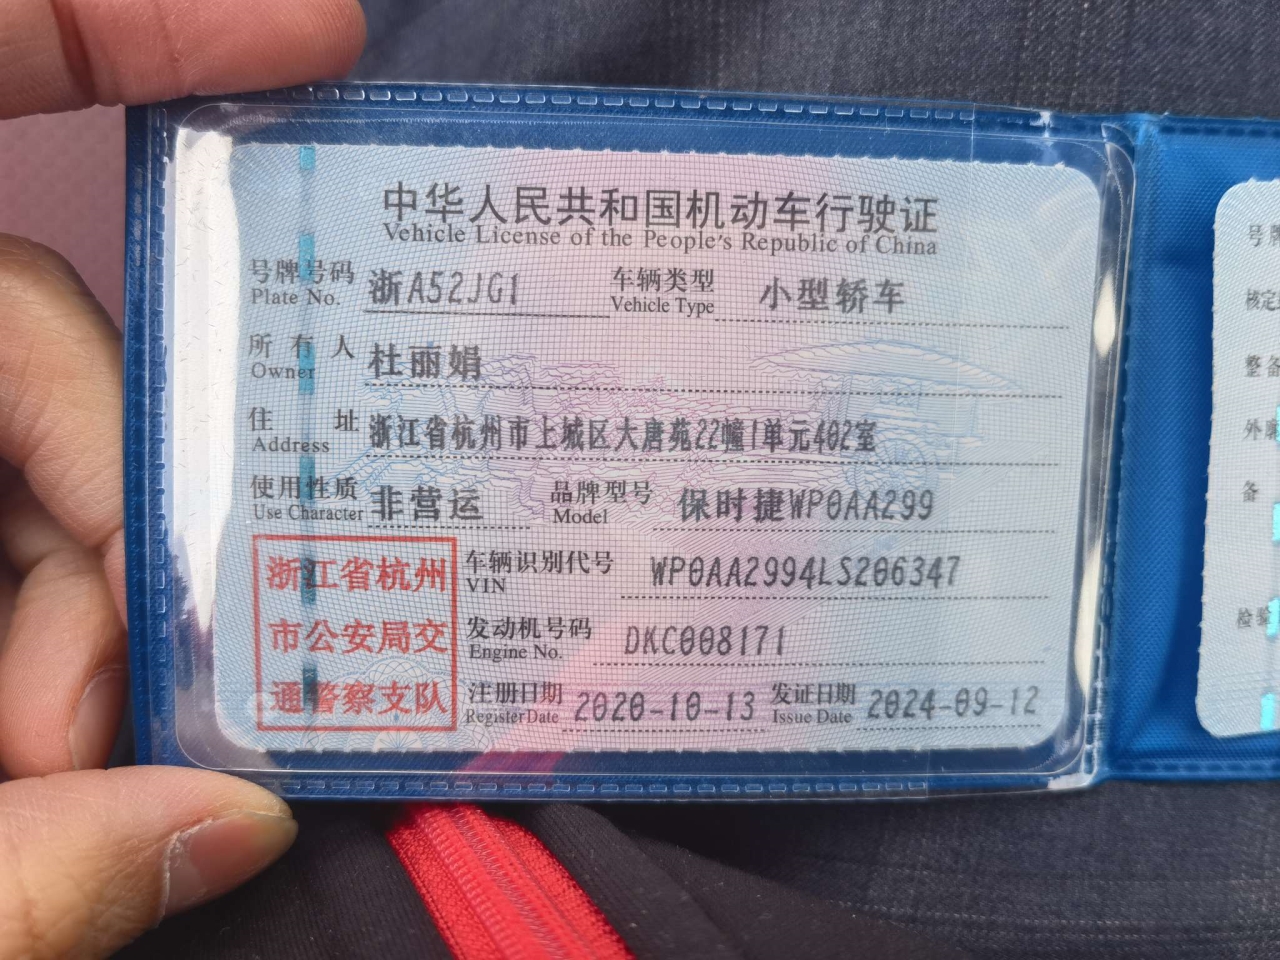 中华人民共和国机动车行驶证
Vehicle License of the People's Republic of China
号牌号码 浙A52JG1 车辆类型 小型轿车
Plate No. Vehicle Type
所有人 杜丽娟
Owner
住址 浙江省杭州市上城区大唐苑22幢1单元402室
Address
使用性质 非营运 品牌型号 保时捷WP0AA299
Use Character Model
浙江省杭州
市公安局交
通警察支队
车辆识别代号 WP0AA2994LS206347
VIN
发动机号码 DKC008171
Engine No.
注册日期 2020-10-13 发证日期 2024-09-12
Register Date Issue Date
号牌
核定
整备
外廓
备
检验